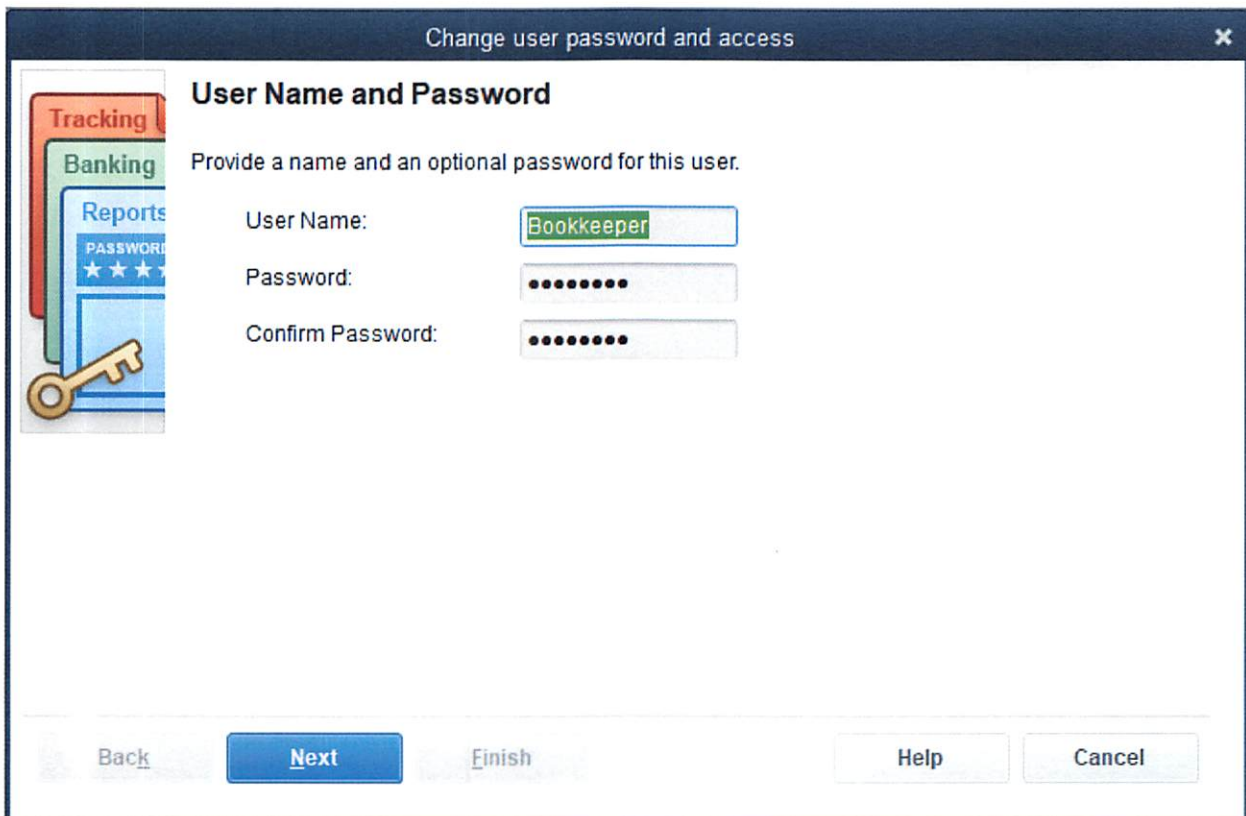 Change user password and access
Tracking
Banking
Reports
PASSWORD
User Name and Password
Provide a name and an optional password for this user.
User Name: Bookkeeper
Password: ••••••••
Confirm Password: ••••••••
Back Next Finish Help Cancel